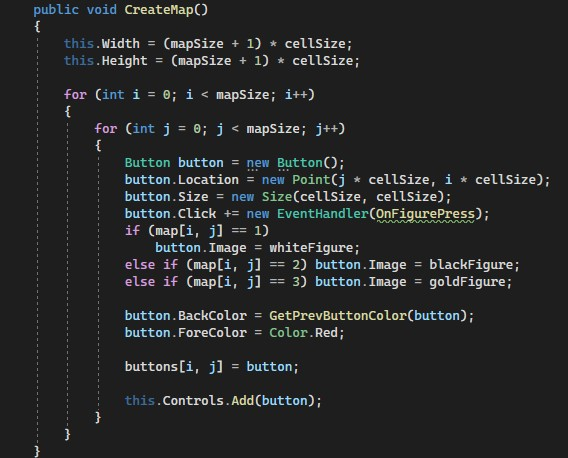 public void CreateMap()
{
    this.Width = (mapSize + 1) * cellSize;
    this.Height = (mapSize + 1) * cellSize;

    for (int i = 0; i < mapSize; i++)
    {
        for (int j = 0; j < mapSize; j++)
        {
            Button button = new Button();
            button.Location = new Point(j * cellSize, i * cellSize);
            button.Size = new Size(cellSize, cellSize);
            button.Click += new EventHandler(OnFigurePress);
            if (map[i, j] == 1)
                button.Image = whiteFigure;
            else if (map[i, j] == 2) button.Image = blackFigure;
            else if (map[i, j] == 3) button.Image = goldFigure;

            button.BackColor = GetPrevButtonColor(button);
            button.ForeColor = Color.Red;

            buttons[i, j] = button;

            this.Controls.Add(button);
        }
    }
}